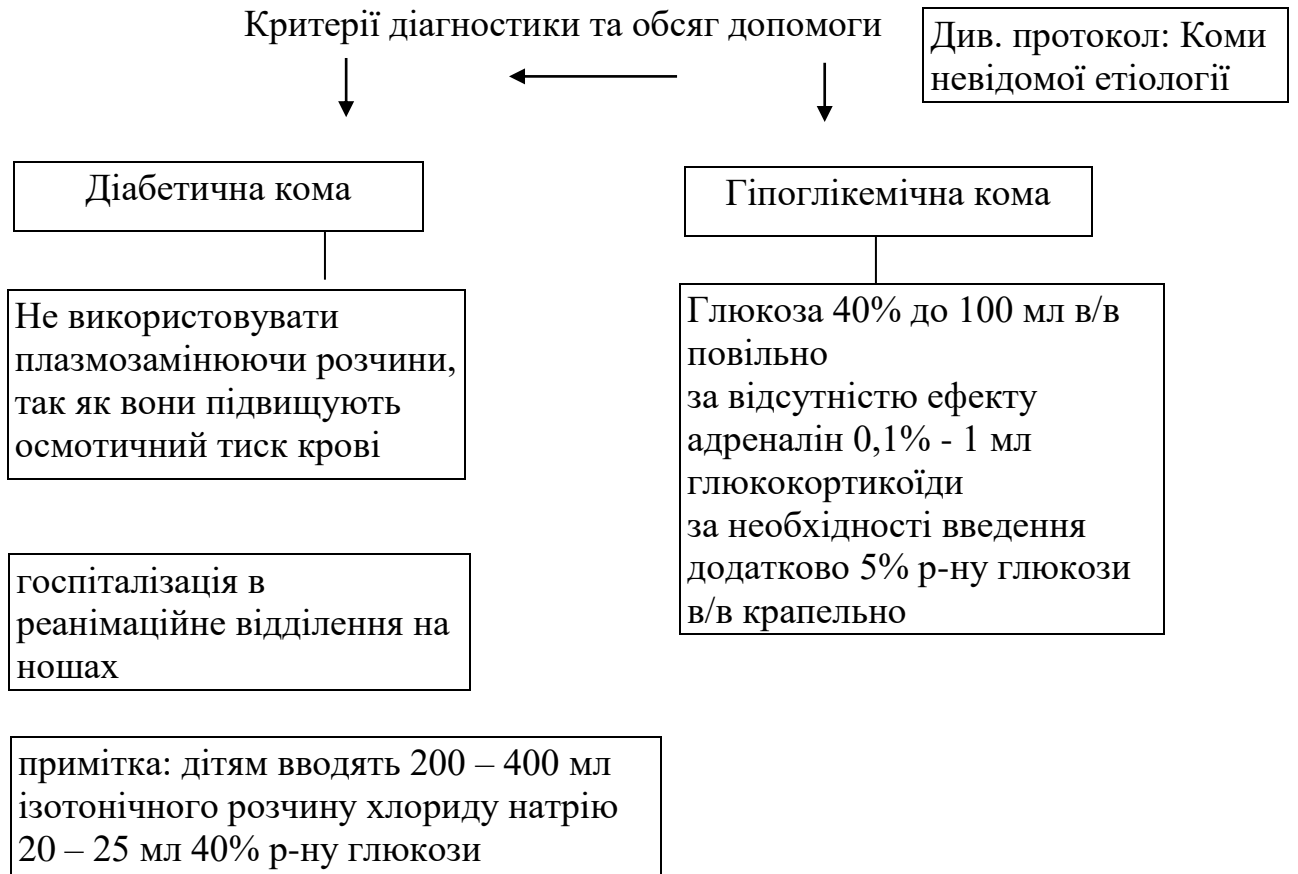 Критерії діагностики та обсяг допомоги
Див. протокол: Коми
невідомої етіології
Діабетична кома
Гіпоглікемічна кома
Не використовувати
плазмозамінюючи розчини,
так як вони підвищують
осмотичний тиск крові
Глюкоза 40% до 100 мл в/в
повільно
за відсутністю ефекту
адреналін 0,1% - 1 мл
глюкокортикоїди
за необхідності введення
додатково 5% р-ну глюкози
в/в крапельно
госпіталізація в
реанімаційне відділення на
ношах
примітка: дітям вводять 200 – 400 мл
ізотонічного розчину хлориду натрію
20 – 25 мл 40% р-ну глюкози